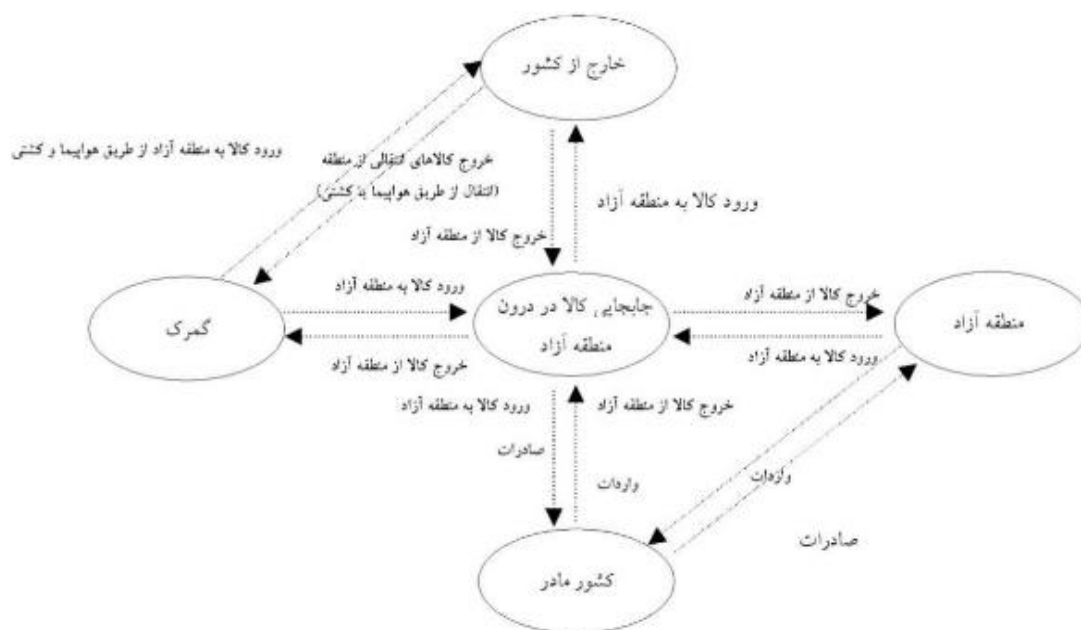 خارج از کشور
ورود کالا به منطقه آزاد از طریق هواپیما و کشتی
خروج کالاهای انتقالی از منطقه
(انتقال از طریق هواپیما یا کشتی)
ورود کالا به منطقه آزاد
خروج کالا از منطقه آزاد
خروج کالا از منطقه آزاد
ورود کالا به منطقه آزاد
منطقه آزاد
جابجایی کالا در درون
منطقه آزاد
گمرک
ورود کالا به منطقه آزاد
خروج کالا از منطقه آزاد
خروج کالا از منطقه آزاد
ورود کالا به منطقه آزاد
صادرات
واردات
واردات
صادرات
کشور مادر